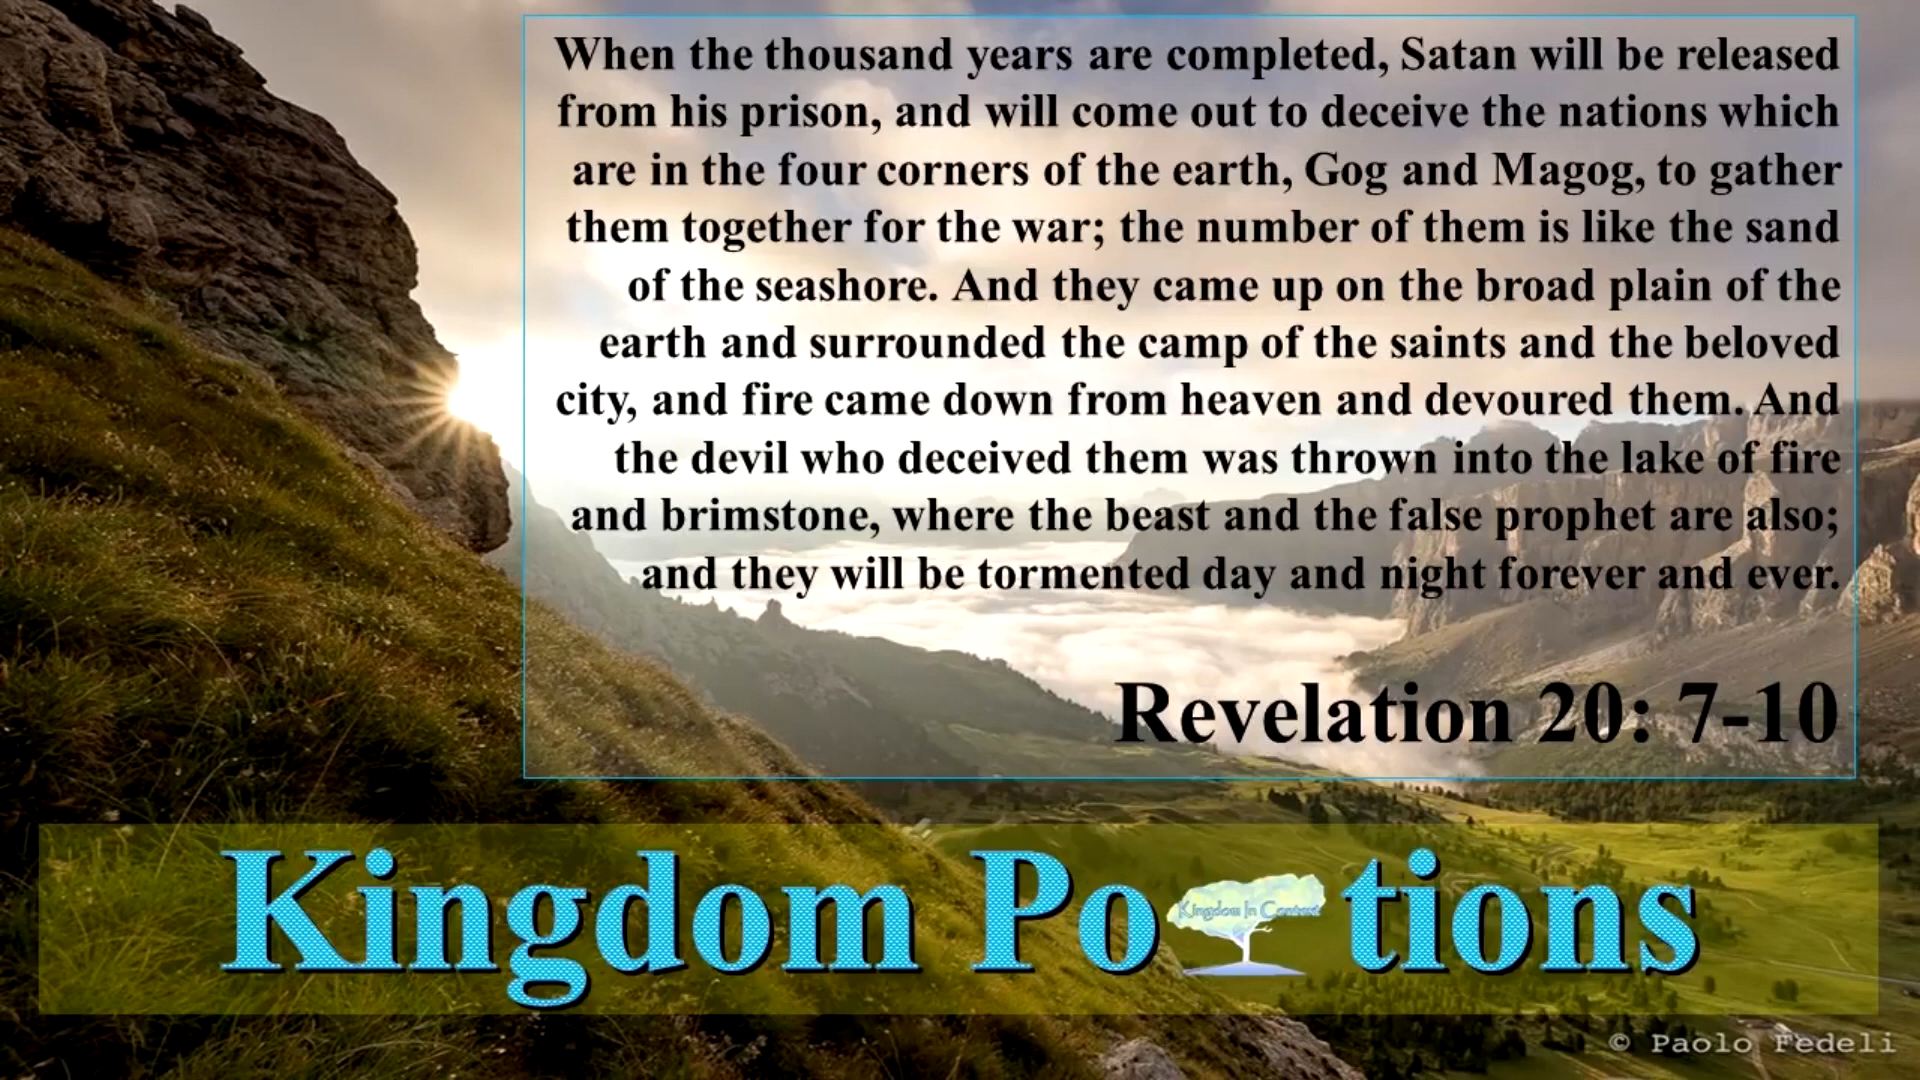 When the thousand years are completed, Satan will be released
from his prison, and will come out to deceive the nations which
are in the four corners of the earth, Gog and Magog, to gather
them together for the war; the number of them is like the sand
of the seashore. And they came up on the broad plain of the
earth and surrounded the camp of the saints and the beloved
city, and fire came down from heaven and devoured them. And
the devil who deceived them was thrown into the lake of fire
and brimstone, where the beast and the false prophet are also;
and they will be tormented day and night forever and ever.
Revelation 20: 7-10
Kingdom Po tions
Kingdom In Context
© Paolo Fedeli